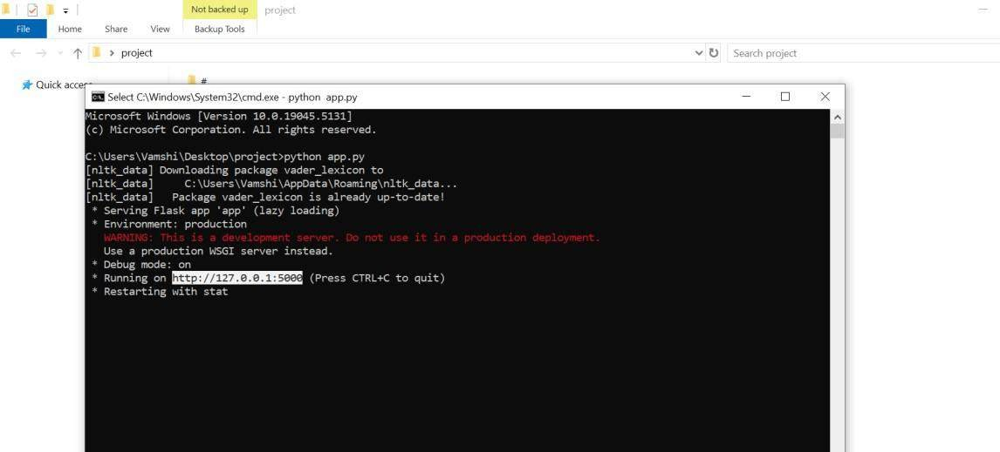 Not backed up project
File Home Share View Backup Tools
project Search project
Quick access
#
Select C:\Windows\System32\cmd.exe - python  app.py
Microsoft Windows [Version 10.0.19045.5131]
(c) Microsoft Corporation. All rights reserved.
C:\Users\Vamshi\Desktop\project>python app.py
[nltk_data] Downloading package vader_lexicon to
[nltk_data]     C:\Users\Vamshi\AppData\Roaming\nltk_data...
[nltk_data]   Package vader_lexicon is already up-to-date!
 * Serving Flask app 'app' (lazy loading)
 * Environment: production
   WARNING: This is a development server. Do not use it in a production deployment.
   Use a production WSGI server instead.
 * Debug mode: on
 * Running on http://127.0.0.1:5000 (Press CTRL+C to quit)
 * Restarting with stat